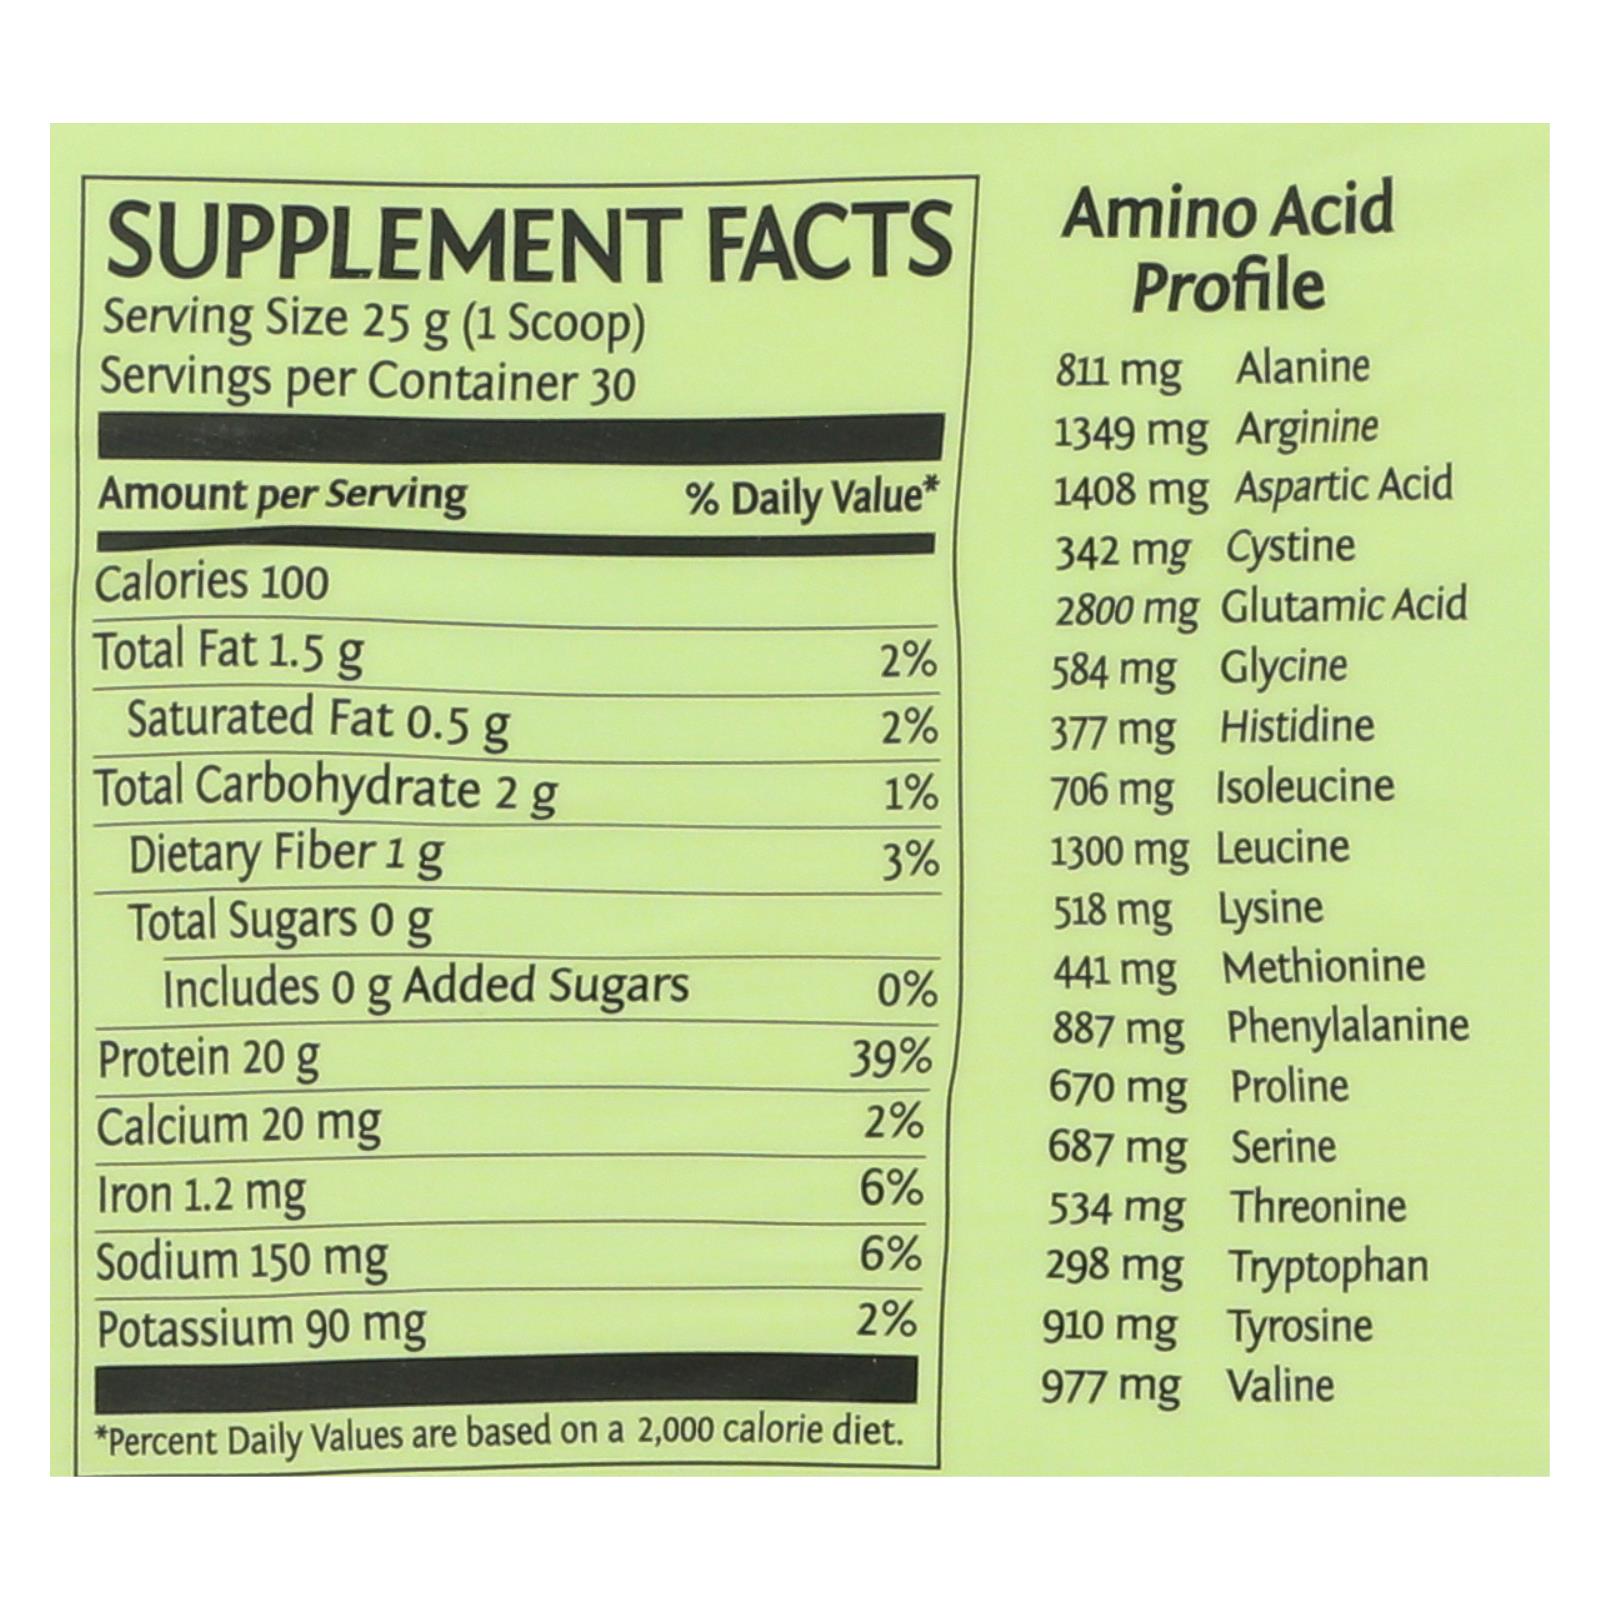 SUPPLEMENT FACTS
Serving Size 25 g (1 Scoop)
Servings per Container 30
Amount per Serving % Daily Value*
Calories 100
Total Fat 1.5 g 2%
Saturated Fat 0.5 g 2%
Total Carbohydrate 2 g 1%
Dietary Fiber 1 g 3%
Total Sugars 0 g
Includes 0 g Added Sugars 0%
Protein 20 g 39%
Calcium 20 mg 2%
Iron 1.2 mg 6%
Sodium 150 mg 6%
Potassium 90 mg 2%
*Percent Daily Values are based on a 2,000 calorie diet.
Amino Acid
Profile
811 mg Alanine
1349 mg Arginine
1408 mg Aspartic Acid
342 mg Cystine
2800 mg Glutamic Acid
584 mg Glycine
377 mg Histidine
706 mg Isoleucine
1300 mg Leucine
518 mg Lysine
441 mg Methionine
887 mg Phenylalanine
670 mg Proline
687 mg Serine
534 mg Threonine
298 mg Tryptophan
910 mg Tyrosine
977 mg Valine